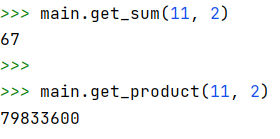 >>> main.get_sum(11, 2)
67
>>>
>>> main.get_product(11, 2)
79833600